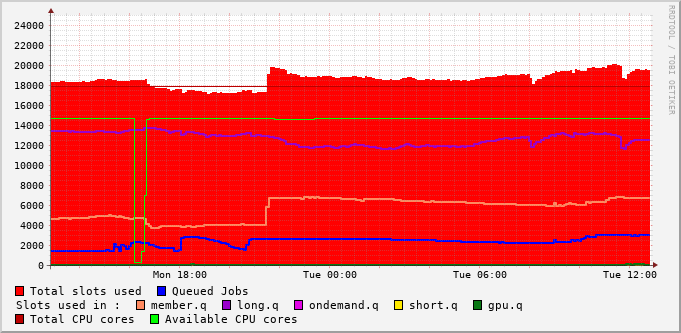 RRDTOOL / TOBI OETIKER
24000
22000
20000
18000
16000
14000
12000
10000
8000
6000
4000
2000
0
Mon 18:00 Tue 00:00 Tue 06:00 Tue 12:00
Total slots used Queued Jobs
Slots used in : member.q long.q ondemand.q short.q gpu.q
Total CPU cores Available CPU cores